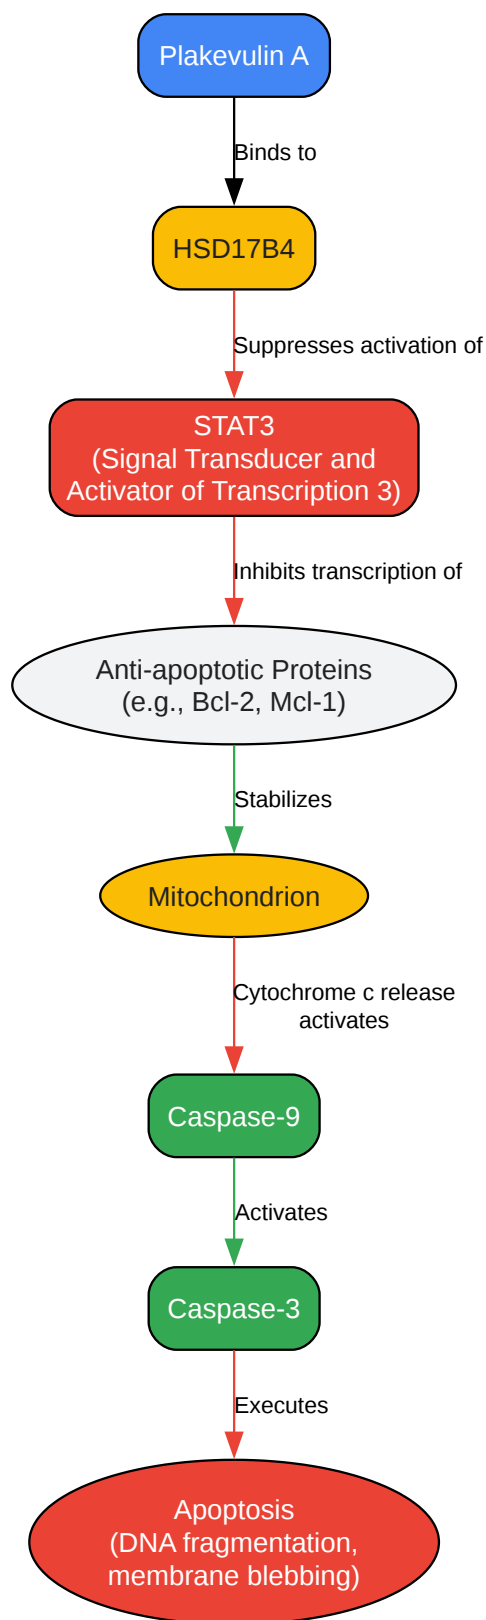 Plakevulin A
Binds to
HSD17B4
Suppresses activation of
STAT3
(Signal Transducer and
Activator of Transcription 3)
Inhibits transcription of
Anti-apoptotic Proteins
(e.g., Bcl-2, Mcl-1)
Stabilizes
Mitochondrion
Cytochrome c release
activates
Caspase-9
Activates
Caspase-3
Executes
Apoptosis
(DNA fragmentation,
membrane blebbing)